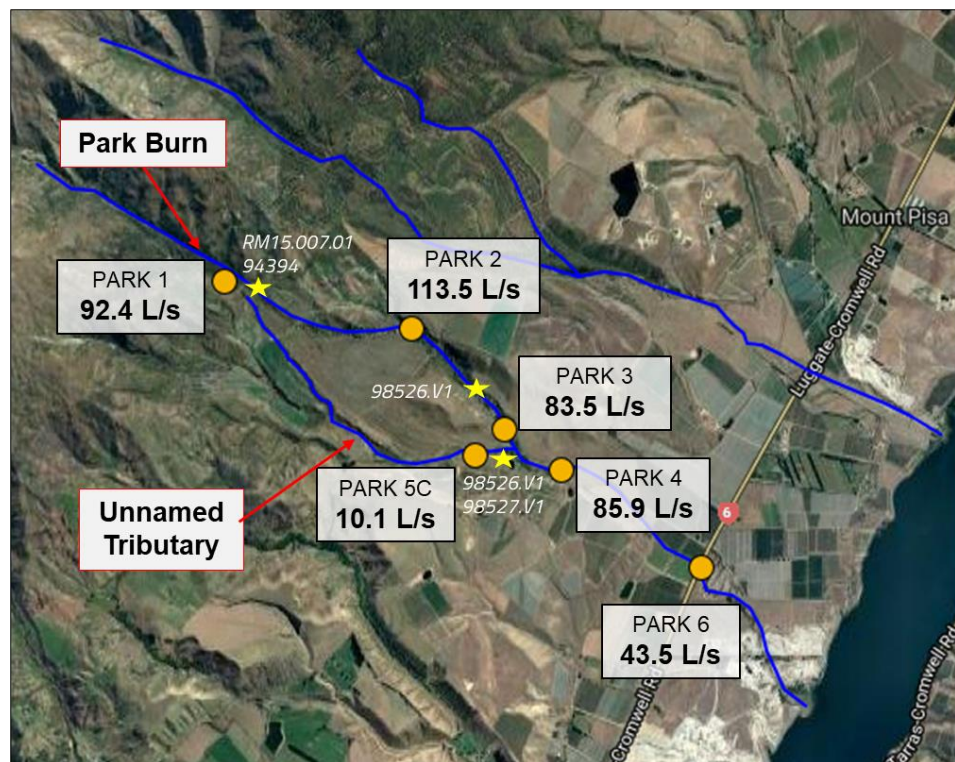 Park Burn
RM15.007.01
94394
PARK 1
92.4 L/s
PARK 2
113.5 L/s
Mount Pisa
Luggate-Cromwell Rd
98526.V1
PARK 3
83.5 L/s
PARK 5C
10.1 L/s
98526.V1
98527.V1
PARK 4
85.9 L/s
6
Unnamed
Tributary
PARK 6
43.5 L/s
Cromwell Rd
Tarras-Cromwell Rd